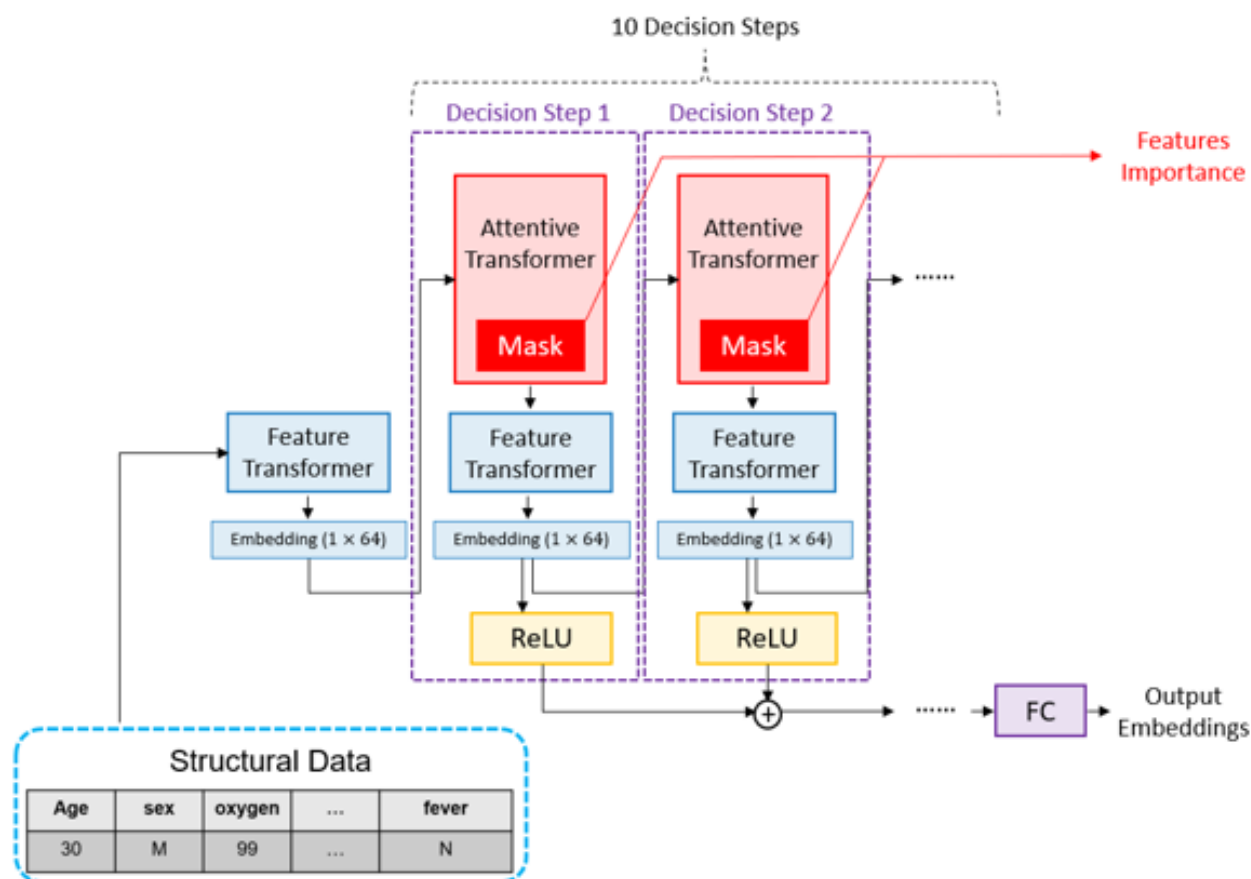 10 Decision Steps
Decision Step 1
Decision Step 2
Features
Importance
Attentive
Transformer
Mask
Attentive
Transformer
Mask
......
Feature
Transformer
Embedding (1 × 64)
Feature
Transformer
Embedding (1 × 64)
Feature
Transformer
Embedding (1 × 64)
ReLU
ReLU
+
......
FC
Output
Embeddings
Structural Data
Age sex oxygen ... fever
30 M 99 ... N